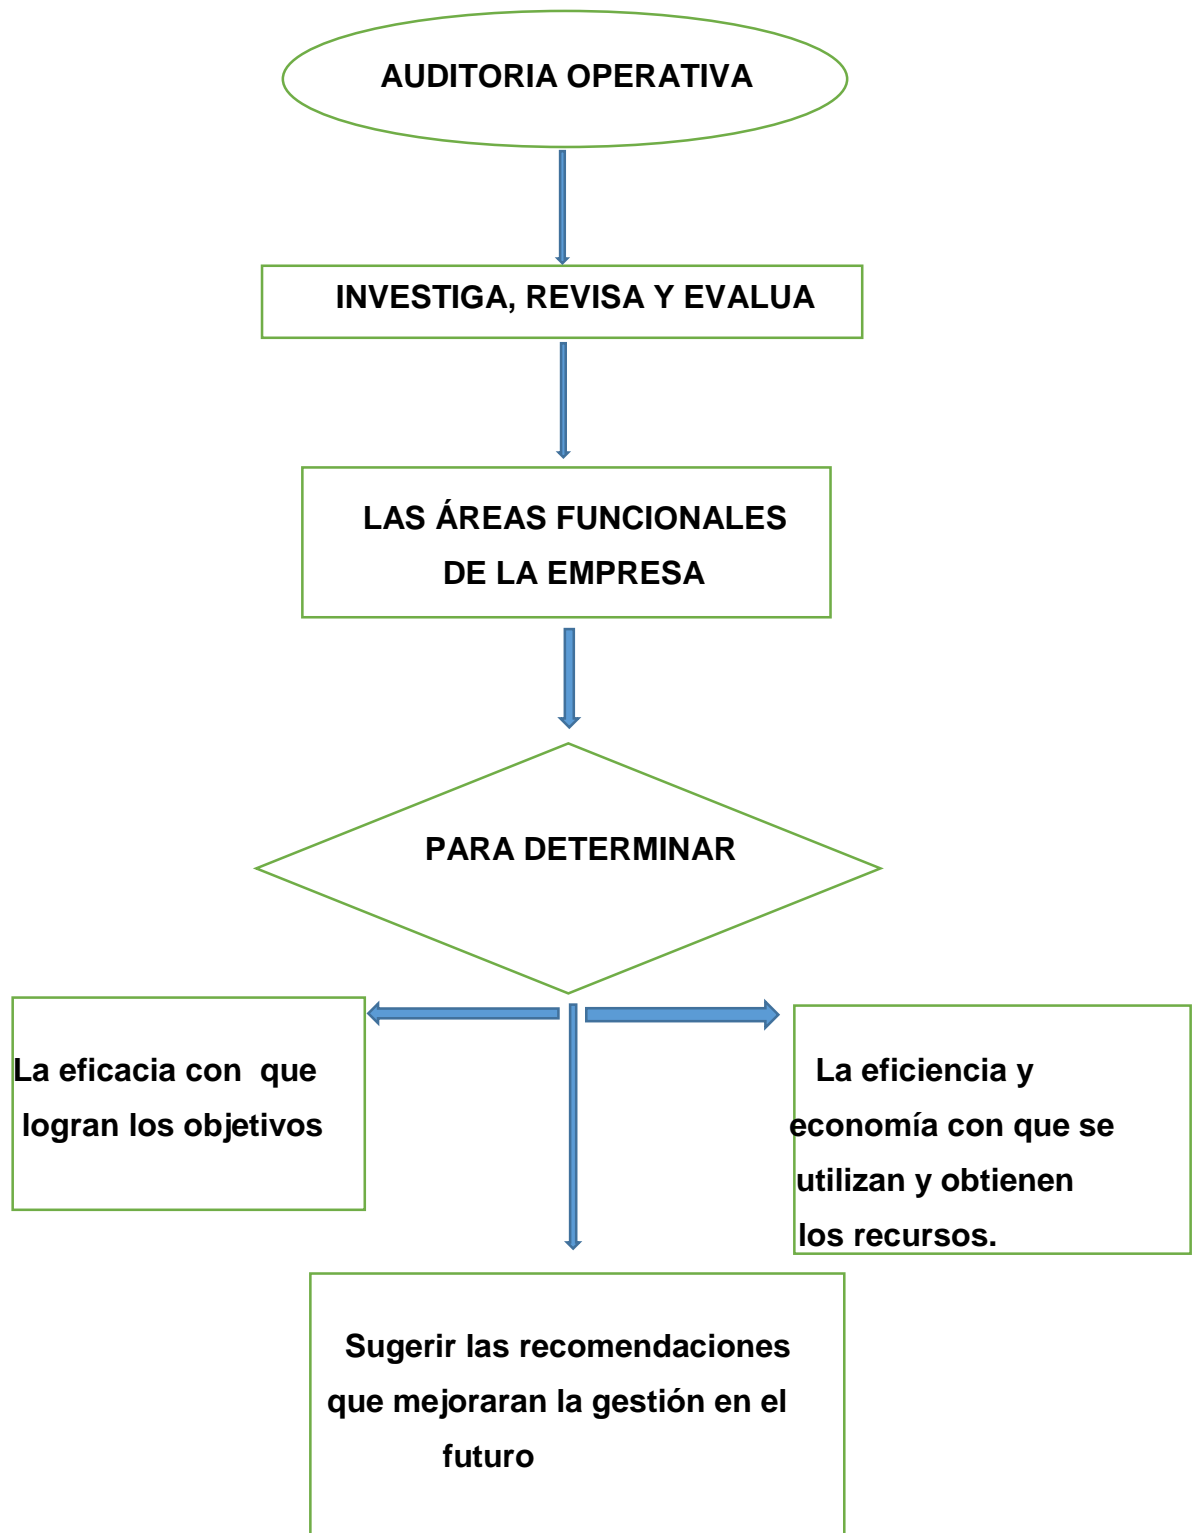 AUDITORIA OPERATIVA
INVESTIGA, REVISA Y EVALUA
LAS ÁREAS FUNCIONALES
DE LA EMPRESA
PARA DETERMINAR
La eficacia con que
logran los objetivos
La eficiencia y
economía con que se
utilizan y obtienen
los recursos.
Sugerir las recomendaciones
que mejoraran la gestión en el
futuro